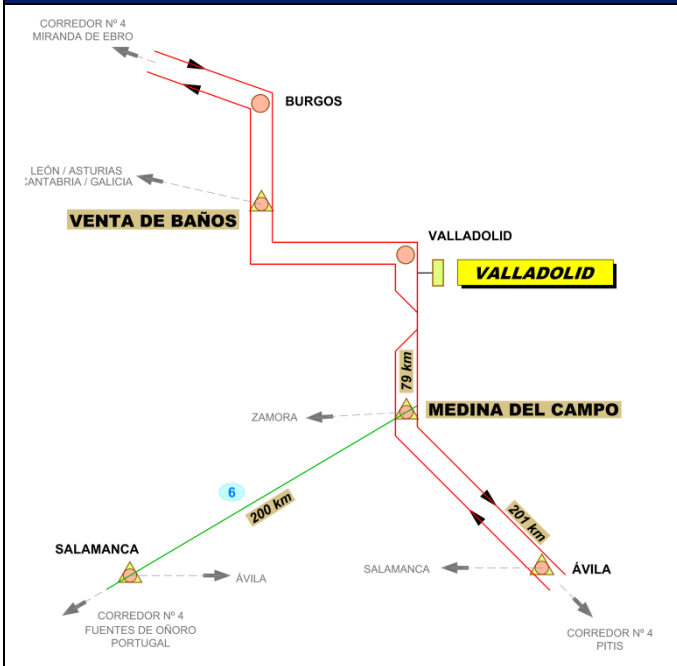 CORREDOR Nº 4
MIRANDA DE EBRO
BURGOS
LEÓN / ASTURIAS
CANTABRIA / GALICIA
VENTA DE BAÑOS
VALLADOLID
VALLADOLID
79 km
ZAMORA
MEDINA DEL CAMPO
6
200 km
201 km
SALAMANCA
ÁVILA
SALAMANCA
ÁVILA
CORREDOR Nº 4
FUENTES DE OÑORO
PORTUGAL
CORREDOR Nº 4
PITIS